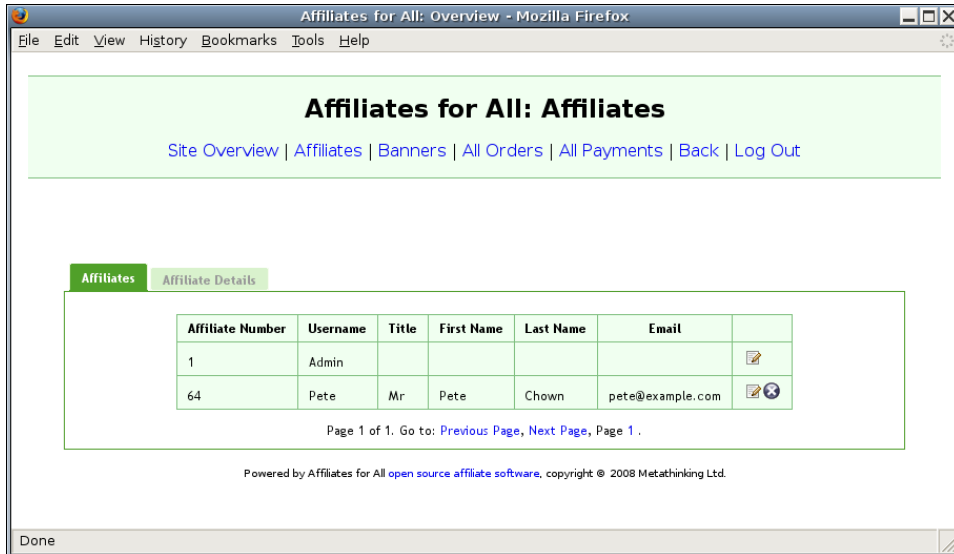 Affiliates for All: Overview - Mozilla Firefox
File Edit View History Bookmarks Tools Help
Affiliates for All: Affiliates
Site Overview | Affiliates | Banners | All Orders | All Payments | Back | Log Out
Affiliates Affiliate Details
Affiliate Number Username Title First Name Last Name Email
1 Admin
64 Pete Mr Pete Chown pete@example.com
Page 1 of 1. Go to: Previous Page, Next Page, Page 1 .
Powered by Affiliates for All open source affiliate software, copyright © 2008 Metathinking Ltd.
Done